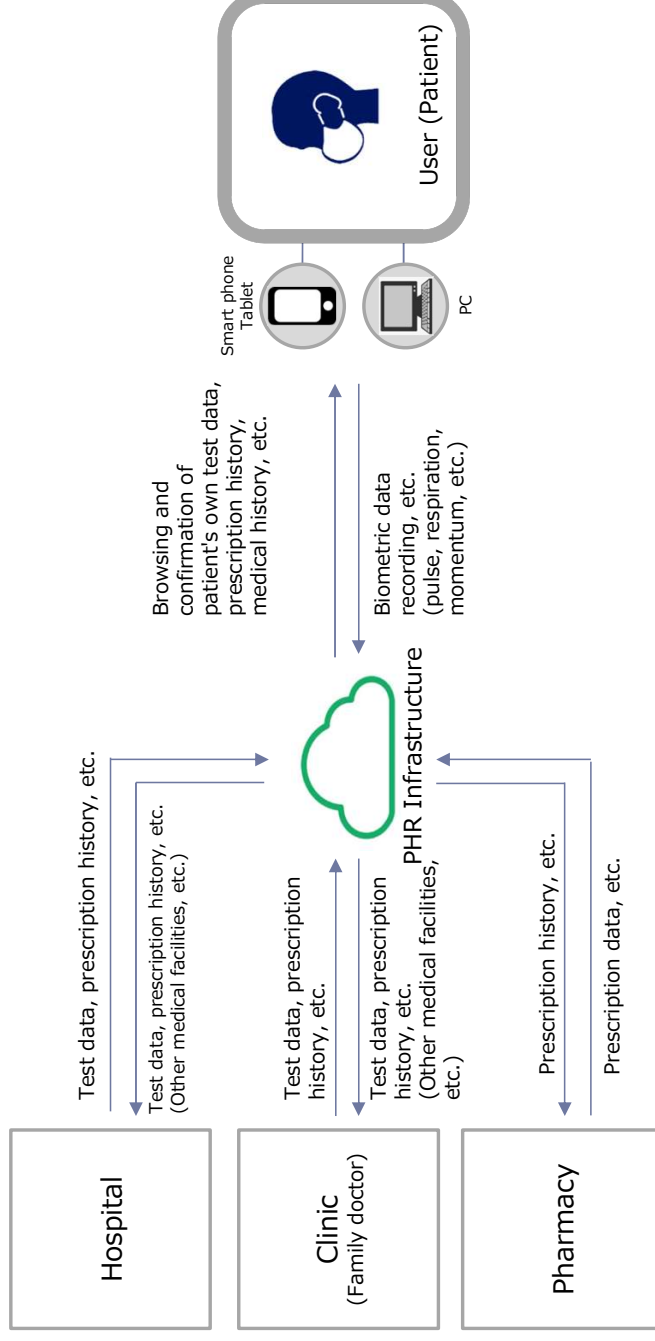 Hospital
Test data, prescription history, etc.
Test data, prescription history, etc.
(Other medical facilities, etc.)
Clinic
(Family doctor)
Test data, prescription
history, etc.
Test data, prescription
history, etc.
(Other medical facilities,
etc.)
Pharmacy
Prescription history, etc.
Prescription data, etc.
PHR Infrastructure
Browsing and
confirmation of
patient's own test data,
prescription history,
medical history, etc.
Biometric data
recording, etc.
(pulse, respiration,
momentum, etc.)
Smart phone
Tablet
PC
User (Patient)